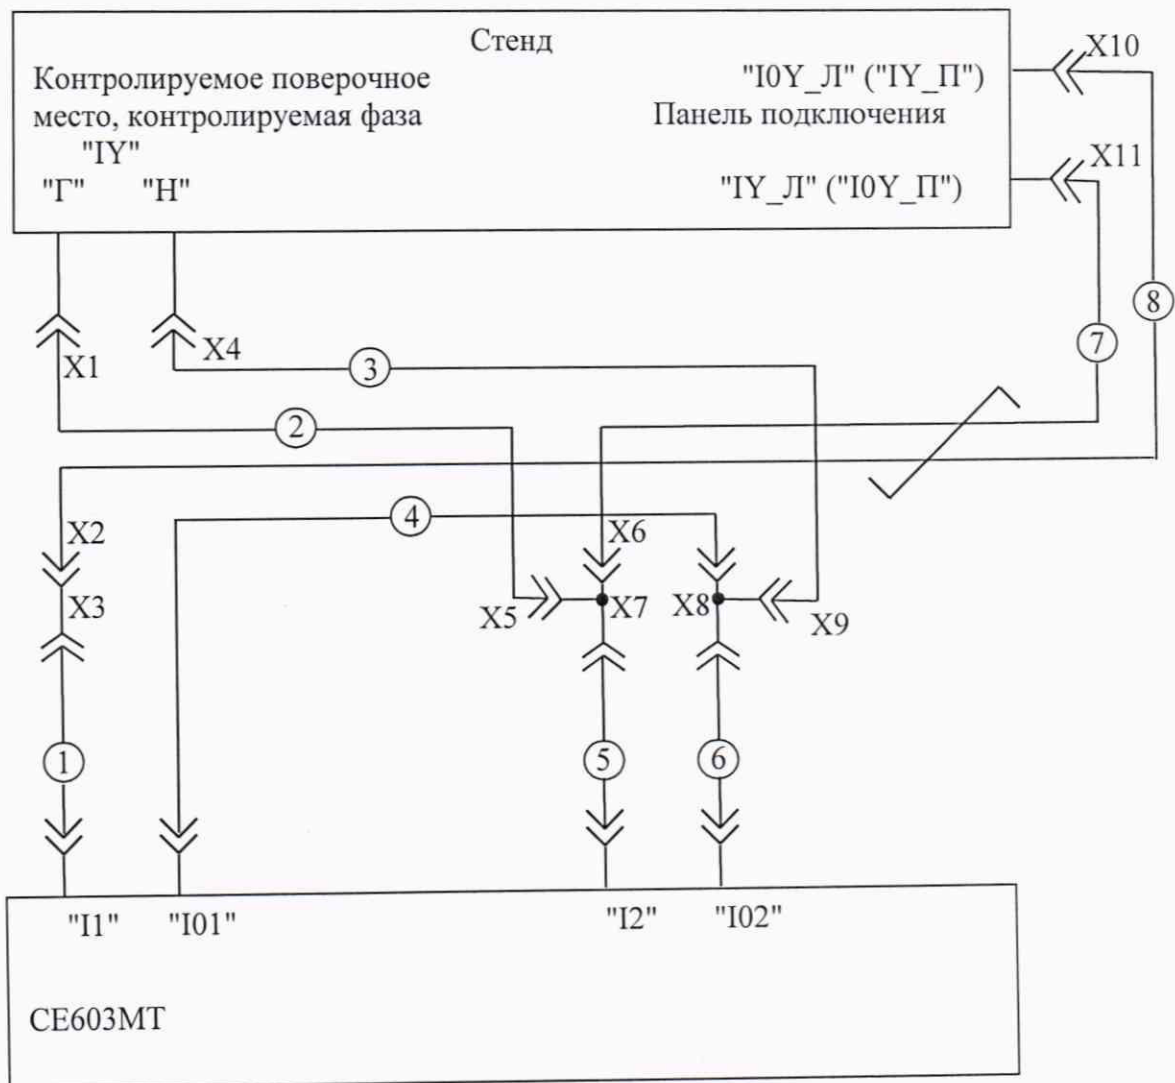 Стенд
Контролируемое поверочное
место, контролируемая фаза
"IY"
"Г" "Н"
"I0Y_Л" ("IY_П")
Панель подключения
"IY_Л" ("I0Y_П")
X10
X11
8
7
X1
X4
3
2
4
X2
X3
X6
X5
X7
X8
X9
1
5
6
"I1" "I01" "I2" "I02"
CE603MT